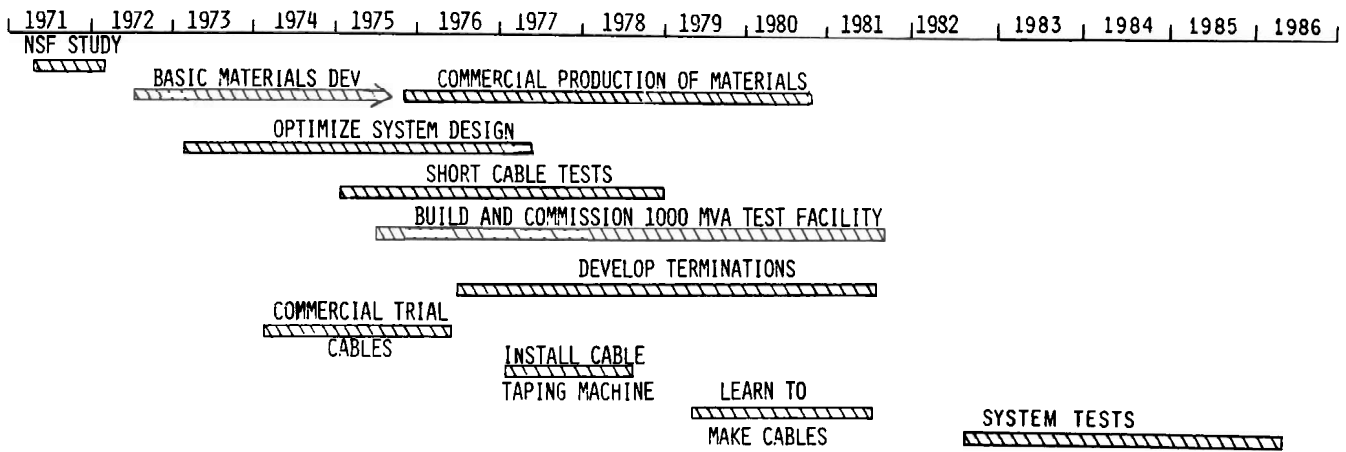 1971 1972 1973 1974 1975 1976 1977 1978 1979 1980 1981 1982 1983 1984 1985 1986
NSF STUDY
BASIC MATERIALS DEV COMMERCIAL PRODUCTION OF MATERIALS
OPTIMIZE SYSTEM DESIGN
SHORT CABLE TESTS
BUILD AND COMMISSION 1000 MVA TEST FACILITY
DEVELOP TERMINATIONS
COMMERCIAL TRIAL
CABLES
INSTALL CABLE
TAPING MACHINE
LEARN TO
MAKE CABLES
SYSTEM TESTS